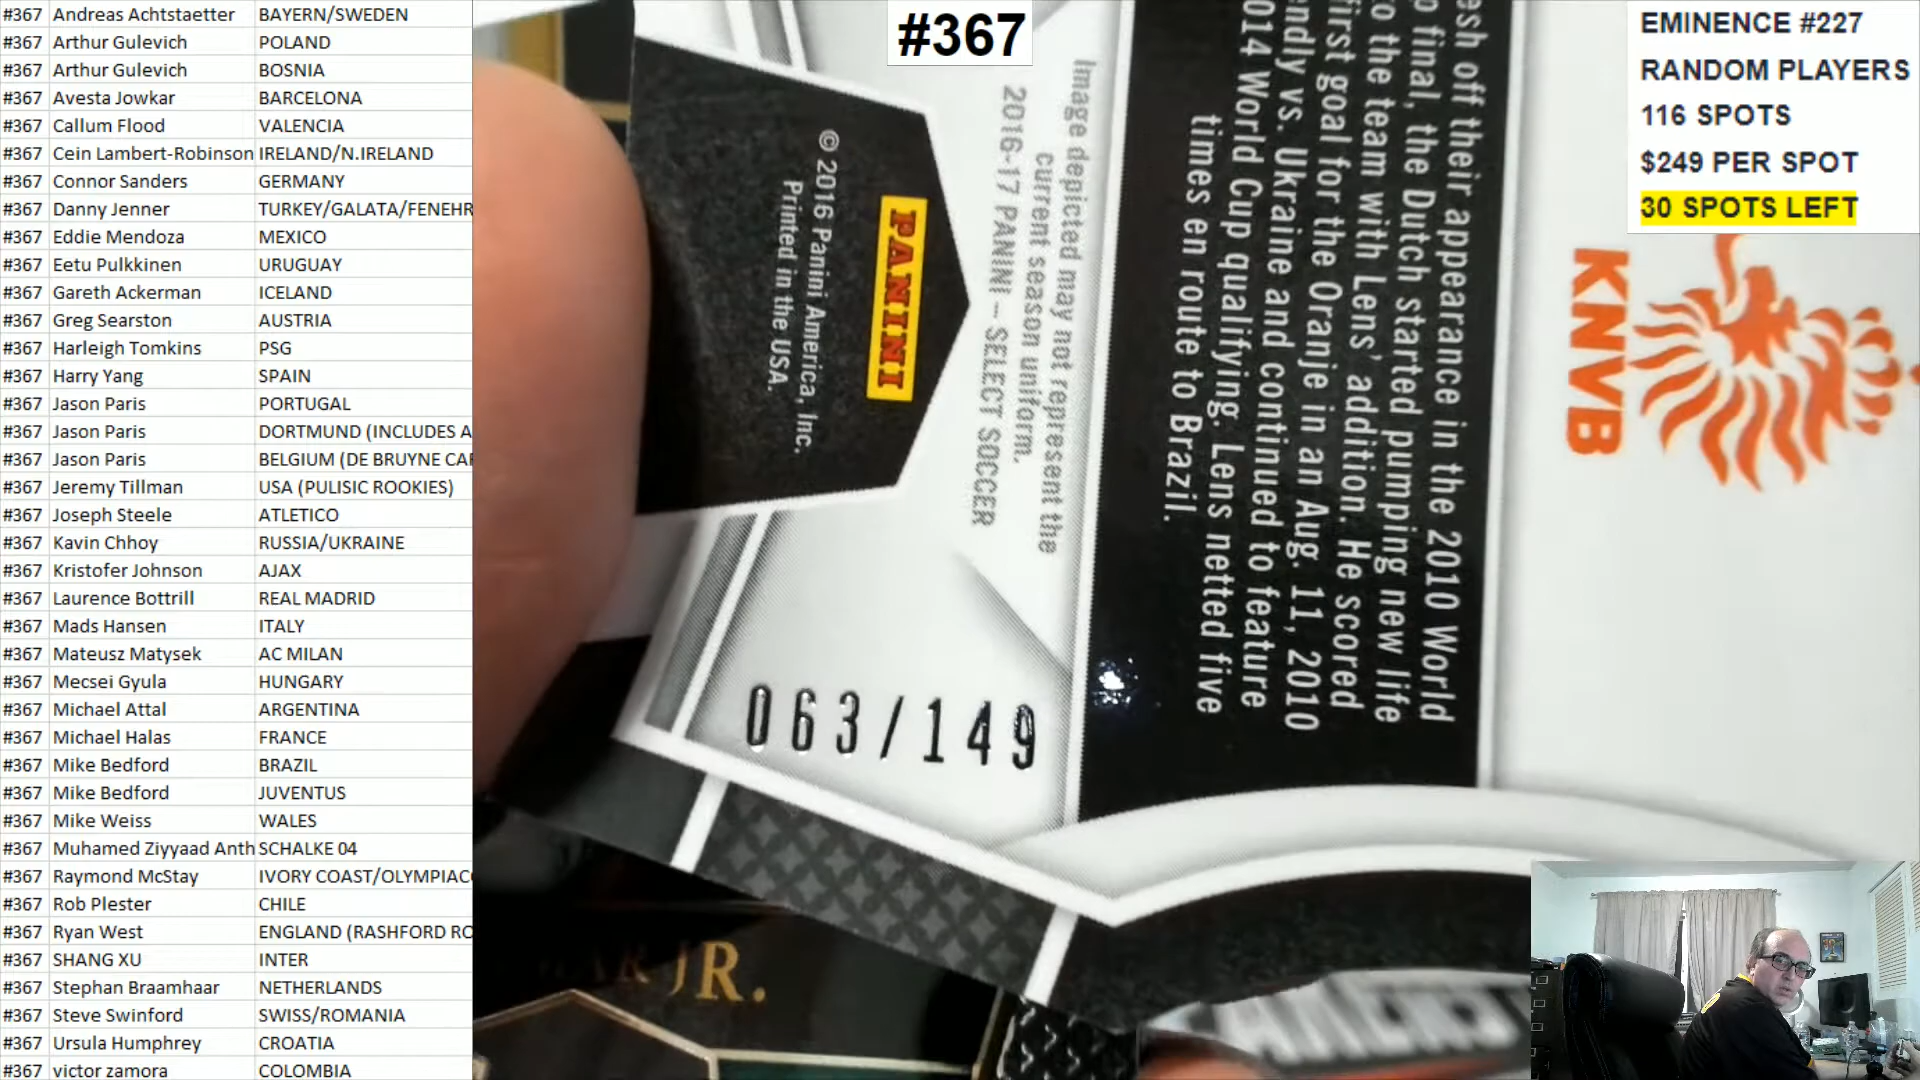 #367 Andreas Achtstaetter BAYERN/SWEDEN
#367 Arthur Gulevich POLAND
#367 Arthur Gulevich BOSNIA
#367 Avesta Jowkar BARCELONA
#367 Callum Flood VALENCIA
#367 Cein Lambert-Robinson IRELAND/N.IRELAND
#367 Connor Sanders GERMANY
#367 Danny Jenner TURKEY/GALATA/FENEHR
#367 Eddie Mendoza MEXICO
#367 Eetu Pulkkinen URUGUAY
#367 Gareth Ackerman ICELAND
#367 Greg Searston AUSTRIA
#367 Harleigh Tomkins PSG
#367 Harry Yang SPAIN
#367 Jason Paris PORTUGAL
#367 Jason Paris DORTMUND (INCLUDES A
#367 Jason Paris BELGIUM (DE BRUYNE CAR
#367 Jeremy Tillman USA (PULISIC ROOKIES)
#367 Joseph Steele ATLETICO
#367 Kavin Chhoy RUSSIA/UKRAINE
#367 Kristofer Johnson AJAX
#367 Laurence Bottrill REAL MADRID
#367 Mads Hansen ITALY
#367 Mateusz Matysek AC MILAN
#367 Mecsei Gyula HUNGARY
#367 Michael Attal ARGENTINA
#367 Michael Halas FRANCE
#367 Mike Bedford BRAZIL
#367 Mike Bedford JUVENTUS
#367 Mike Weiss WALES
#367 Muhamed Ziyyaad Anth SCHALKE 04
#367 Raymond McStay IVORY COAST/OLYMPIAC
#367 Rob Plester CHILE
#367 Ryan West ENGLAND (RASHFORD RO
#367 SHANG XU INTER
#367 Stephan Braamhaar NETHERLANDS
#367 Steve Swinford SWISS/ROMANIA
#367 Ursula Humphrey CROATIA
#367 victor zamora COLOMBIA
#367
EMINENCE #227
RANDOM PLAYERS
116 SPOTS
$249 PER SPOT
30 SPOTS LEFT
KNVB
esh off their appearance in the 2010 World
p final, the Dutch started pumping new life
to the team with Lens' addition. He scored
first goal for the Oranje in an Aug. 11, 2010
endly vs. Ukraine and continued to feature
014 World Cup qualifying. Lens netted five
times en route to Brazil.
Image depicted may not represent the
current season uniform.
2016-17 PANINI – SELECT SOCCER
PANINI
© 2016 Panini America, Inc.
Printed in the USA.
063/149
JR.